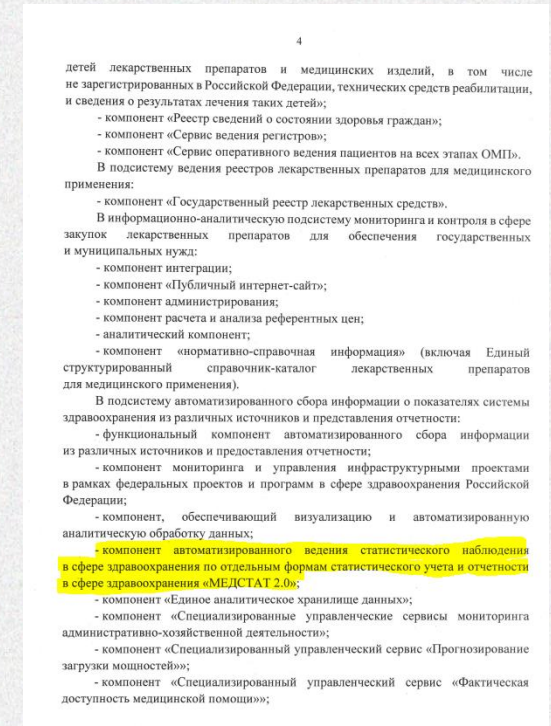 4
детей лекарственных препаратов и медицинских изделий, в том числе
не зарегистрированных в Российской Федерации, технических средств реабилитации,
и сведения о результатах лечения таких детей»;
- компонент «Реестр сведений о состоянии здоровья граждан»;
- компонент «Сервис ведения регистров»;
- компонент «Сервис оперативного ведения пациентов на всех этапах ОМП».
В подсистему ведения реестров лекарственных препаратов для медицинского
применения:
- компонент «Государственный реестр лекарственных средств».
В информационно-аналитическую подсистему мониторинга и контроля в сфере
закупок лекарственных препаратов для обеспечения государственных
и муниципальных нужд:
- компонент интеграции;
- компонент «Публичный интернет-сайт»;
- компонент администрирования;
- компонент расчета и анализа референтных цен;
- аналитический компонент;
- компонент «нормативно-справочная информация» (включая Единый
структурированный справочник-каталог лекарственных препаратов
для медицинского применения).
В подсистему автоматизированного сбора информации о показателях системы
здравоохранения из различных источников и представления отчетности:
- функциональный компонент автоматизированного сбора информации
из различных источников и предоставления отчетности;
- компонент мониторинга и управления инфраструктурными проектами
в рамках федеральных проектов и программ в сфере здравоохранения Российской
Федерации;
- компонент, обеспечивающий визуализацию и автоматизированную
аналитическую обработку данных;
- компонент автоматизированного ведения статистического наблюдения
в сфере здравоохранения по отдельным формам статистического учета и отчетности
в сфере здравоохранения «МЕДСТАТ 2.0»;
- компонент «Единое аналитическое хранилище данных»;
- компонент «Специализированные управленческие сервисы мониторинга
административно-хозяйственной деятельности»;
- компонент «Специализированный управленческий сервис «Прогнозирование
загрузки мощностей»»;
- компонент «Специализированный управленческий сервис «Фактическая
доступность медицинской помощи»»;